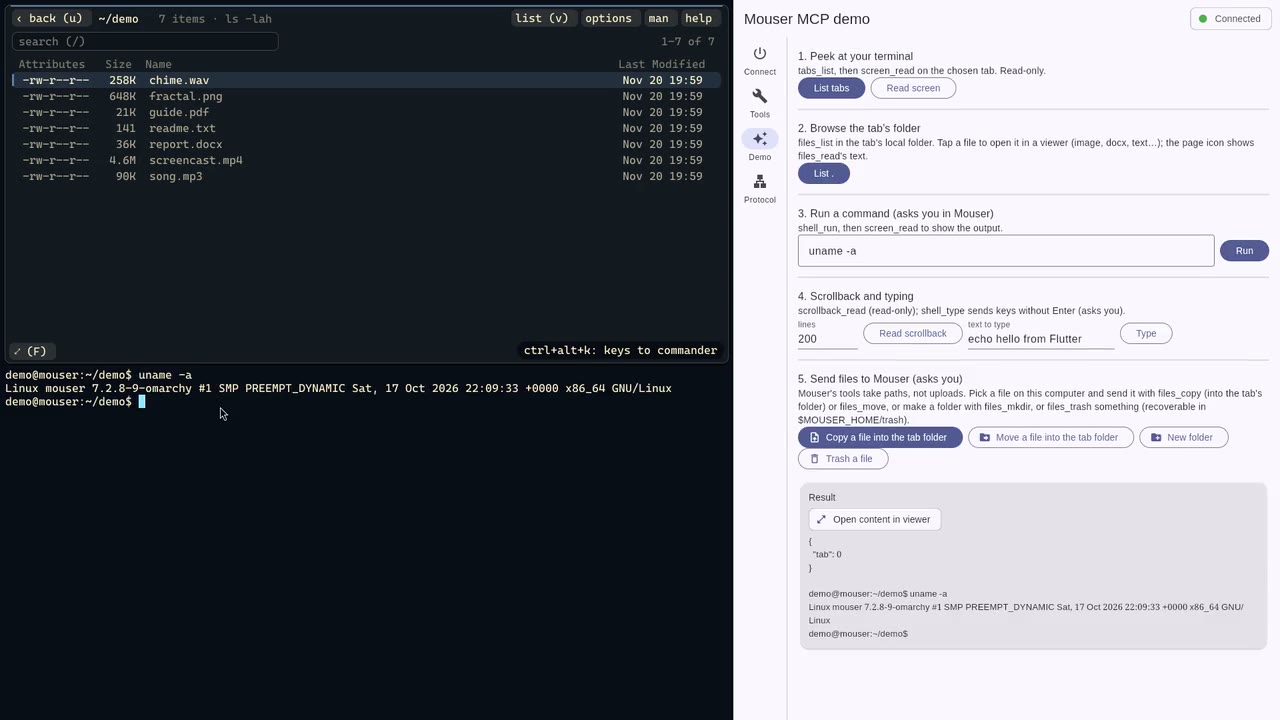 ‹ back (u) ~/demo 7 items · ls -lah list (v) options man help
search (/) 1-7 of 7
Attributes Size Name Last Modified
-rw-r--r-- 258K chime.wav Nov 20 19:59
-rw-r--r-- 648K fractal.png Nov 20 19:59
-rw-r--r-- 21K guide.pdf Nov 20 19:59
-rw-r--r-- 141 readme.txt Nov 20 19:59
-rw-r--r-- 36K report.docx Nov 20 19:59
-rw-r--r-- 4.6M screencast.mp4 Nov 20 19:59
-rw-r--r-- 90K song.mp3 Nov 20 19:59
⤢ (F) ctrl+alt+k: keys to commander
demo@mouser:~/demo$ uname -a
Linux mouser 7.2.8-9-omarchy #1 SMP PREEMPT_DYNAMIC Sat, 17 Oct 2026 22:09:33 +0000 x86_64 GNU/Linux
demo@mouser:~/demo$
Mouser MCP demo
Connected
Connect
Tools
Demo
Protocol
1. Peek at your terminal
tabs_list, then screen_read on the chosen tab. Read-only.
List tabs Read screen
2. Browse the tab's folder
files_list in the tab's local folder. Tap a file to open it in a viewer (image, docx, text...); the page icon shows
files_read's text.
List .
3. Run a command (asks you in Mouser)
shell_run, then screen_read to show the output.
uname -a Run
4. Scrollback and typing
scrollback_read (read-only); shell_type sends keys without Enter (asks you).
lines text to type
200 Read scrollback echo hello from Flutter Type
5. Send files to Mouser (asks you)
Mouser's tools take paths, not uploads. Pick a file on this computer and send it with files_copy (into the tab's
folder) or files_move, or make a folder with files_mkdir, or files_trash something (recoverable in
$MOUSER_HOME/trash).
Copy a file into the tab folder Move a file into the tab folder New folder
Trash a file
Result
Open content in viewer
{
"tab": 0
}
demo@mouser:~/demo$ uname -a
Linux mouser 7.2.8-9-omarchy #1 SMP PREEMPT_DYNAMIC Sat, 17 Oct 2026 22:09:33 +0000 x86_64 GNU/
Linux
demo@mouser:~/demo$